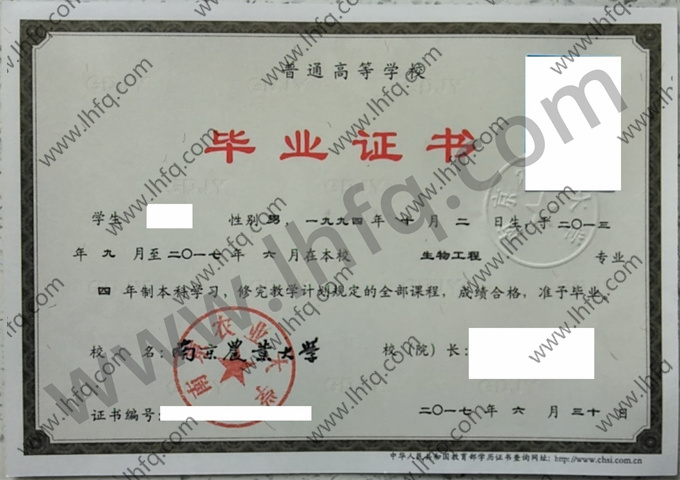 普通高等学校
毕业证书
学生 性别 男，一九九四年 十月 二 日生，于二〇一三
年 九 月至二〇一七年 六 月在本校 生物工程 专业
四 年制本科学习，修完教学计划规定的全部课程，成绩合格，准予毕业。
校 名：南京農業大学 校（院）长：
南京农业大学
证书编号： 二〇一七年 六 月 三十日
中华人民共和国教育部学历证书查询网址：http://www.chsi.com.cn
www.lhfq.com